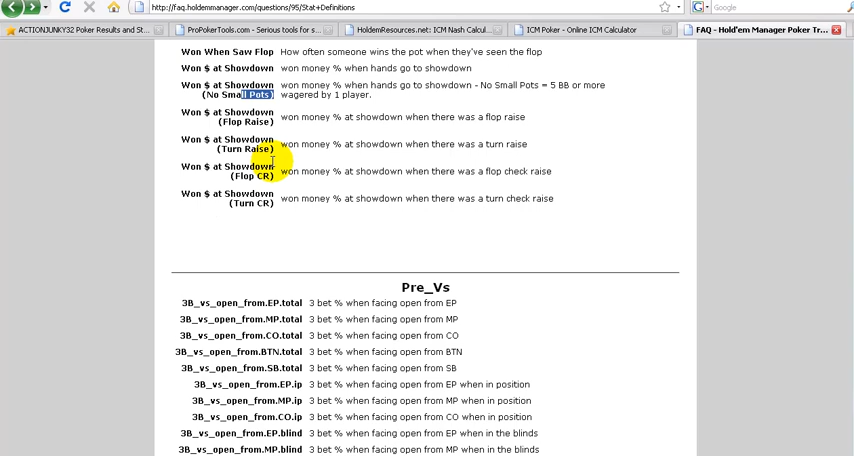 http://faq.holdemmanager.com/questions/95/Stat+Definitions
Google
ACTIONJUNKY32 Poker Results and St...
ProPokerTools.com - Serious tools for s...
HoldemResources.net: ICM Nash Calcul...
ICM Poker - Online ICM Calculator
FAQ - Hold'em Manager Poker Tr...
Won When Saw Flop How often someone wins the pot when they've seen the flop
Won $ at Showdown won money % when hands go to showdown
Won $ at Showdown won money % when hands go to showdown - No Small Pots = 5 BB or more
(No Small Pots) wagered by 1 player.
Won $ at Showdown
(Flop Raise) won money % at showdown when there was a flop raise
Won $ at Showdown
(Turn Raise) won money % at showdown when there was a turn raise
Won $ at Showdown
(Flop CR) won money % at showdown when there was a flop check raise
Won $ at Showdown
(Turn CR) won money % at showdown when there was a turn check raise
Pre_Vs
3B_vs_open_from.EP.total 3 bet % when facing open from EP
3B_vs_open_from.MP.total 3 bet % when facing open from MP
3B_vs_open_from.CO.total 3 bet % when facing open from CO
3B_vs_open_from.BTN.total 3 bet % when facing open from BTN
3B_vs_open_from.SB.total 3 bet % when facing open from SB
3B_vs_open_from.EP.ip 3 bet % when facing open from EP when in position
3B_vs_open_from.MP.ip 3 bet % when facing open from MP when in position
3B_vs_open_from.CO.ip 3 bet % when facing open from CO when in position
3B_vs_open_from.EP.blind 3 bet % when facing open from EP when in the blinds
3B_vs_open_from.MP.blind 3 bet % when facing open from MP when in the blinds